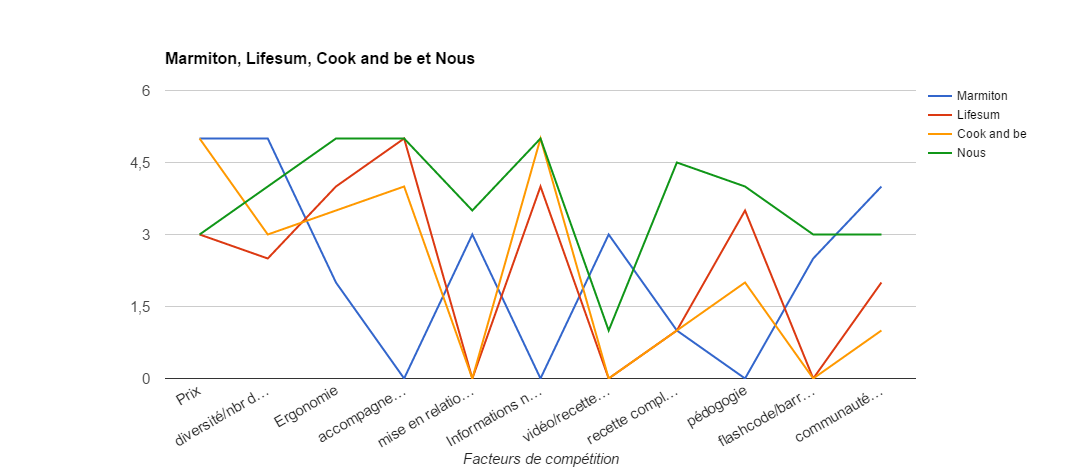 Marmiton, Lifesum, Cook and be et Nous
6
4,5
3
1,5
0
Marmiton
Lifesum
Cook and be
Nous
Prix
diversité/nbr d…
Ergonomie
accompagne…
mise en relatio…
Informations n…
vidéo/recette…
recette compl…
pédogogie
flashcode/barr…
communauté…
Facteurs de compétition